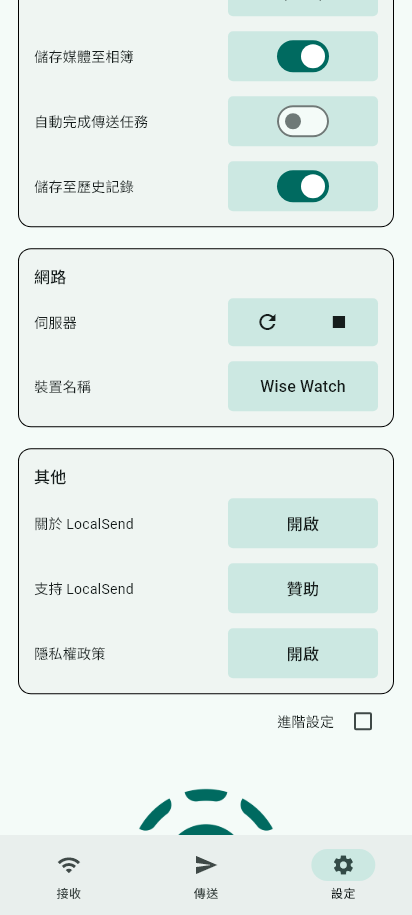 儲存媒體至相簿
自動完成傳送任務
儲存至歷史記錄
網路
伺服器
裝置名稱 Wise Watch
其他
關於 LocalSend 開啟
支持 LocalSend 贊助
隱私權政策 開啟
進階設定
接收 傳送 設定